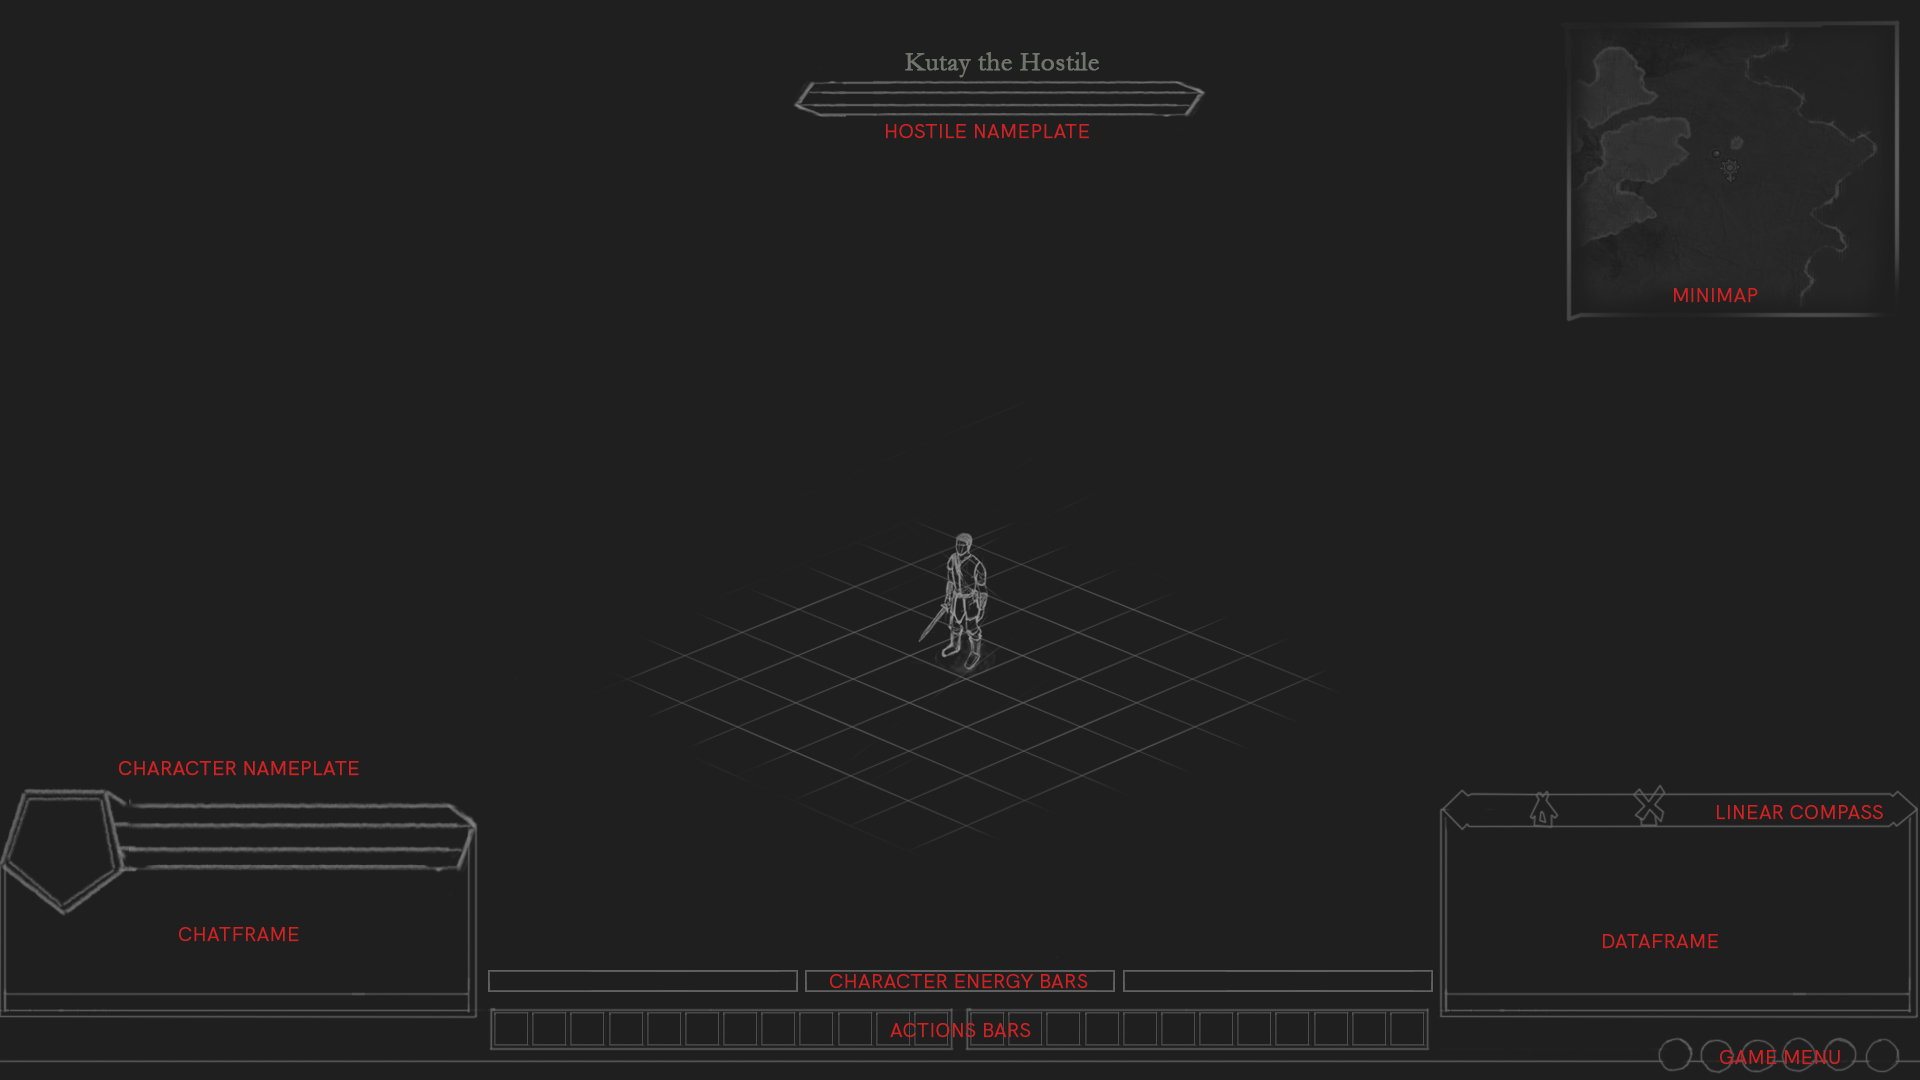 Kutay the Hostile
HOSTILE NAMEPLATE
MINIMAP
CHARACTER NAMEPLATE
LINEAR COMPASS
CHATFRAME
DATAFRAME
CHARACTER ENERGY BARS
ACTIONS BARS
GAME MENU